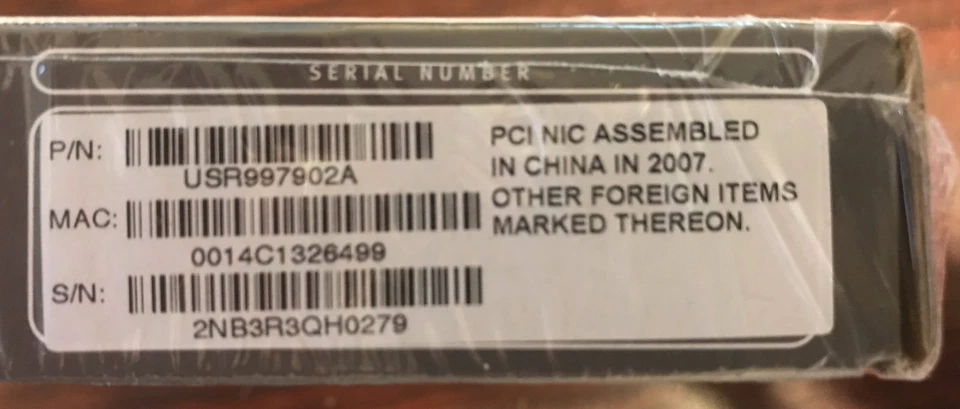 SERIAL NUMBER
P/N:
USR997902A
MAC:
0014C1326499
S/N:
2NB3R3QH0279
PCI NIC ASSEMBLED
IN CHINA IN 2007.
OTHER FOREIGN ITEMS
MARKED THEREON.